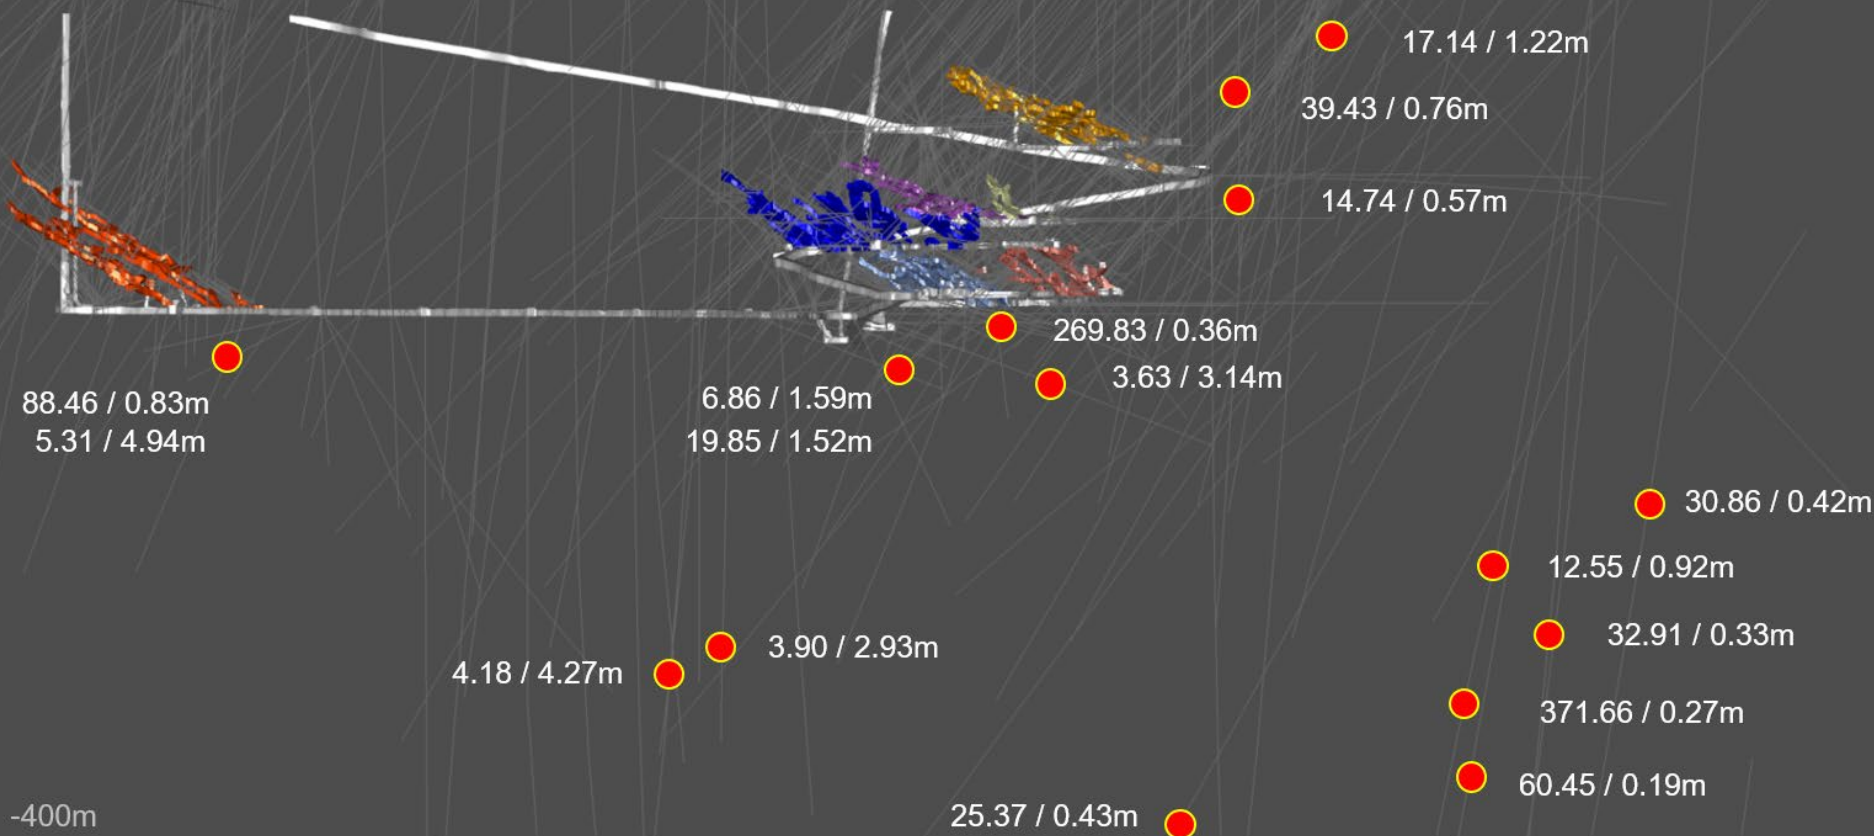 17.14 / 1.22m
39.43 / 0.76m
14.74 / 0.57m
269.83 / 0.36m
3.63 / 3.14m
88.46 / 0.83m
5.31 / 4.94m
6.86 / 1.59m
19.85 / 1.52m
30.86 / 0.42m
12.55 / 0.92m
32.91 / 0.33m
3.90 / 2.93m
4.18 / 4.27m
371.66 / 0.27m
60.45 / 0.19m
25.37 / 0.43m
-400m